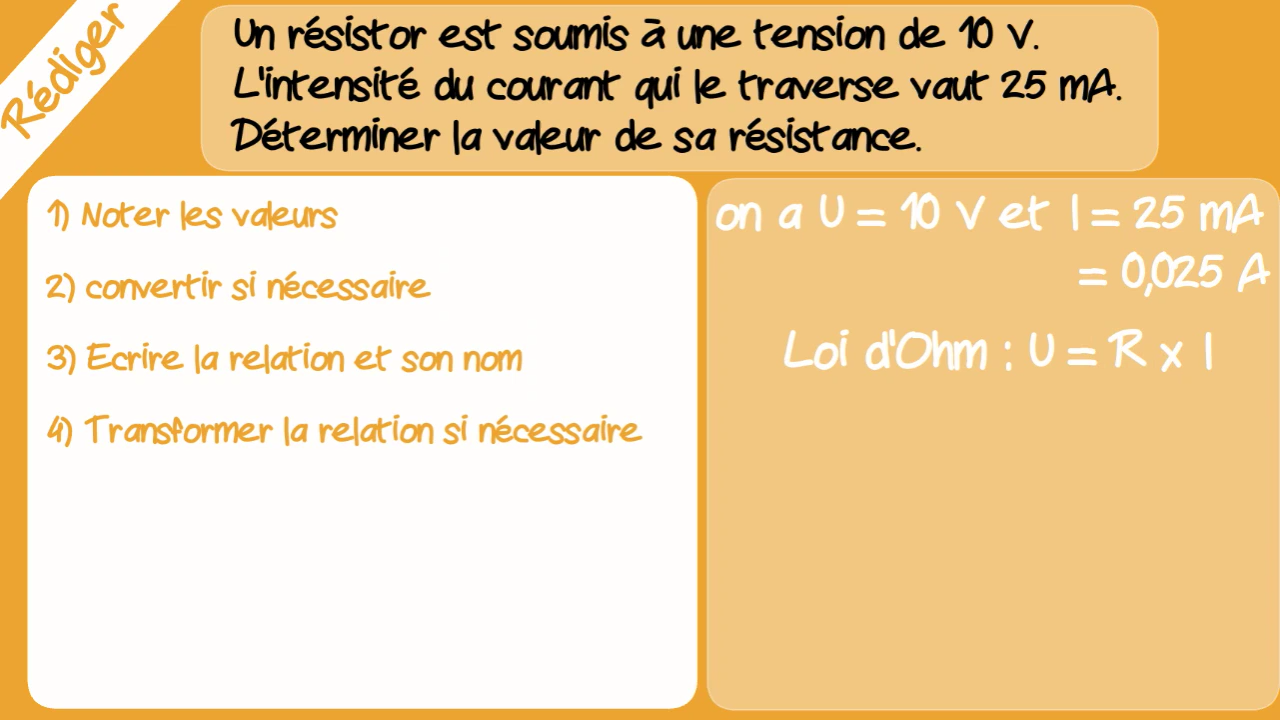 Rédiger
Un résistor est soumis à une tension de 10 V.
L'intensité du courant qui le traverse vaut 25 mA.
Déterminer la valeur de sa résistance.
1) Noter les valeurs
2) convertir si nécessaire
3) Ecrire la relation et son nom
4) Transformer la relation si nécessaire
on a U = 10 V et I = 25 mA
= 0,025 A
Loi d'Ohm : U = R x I